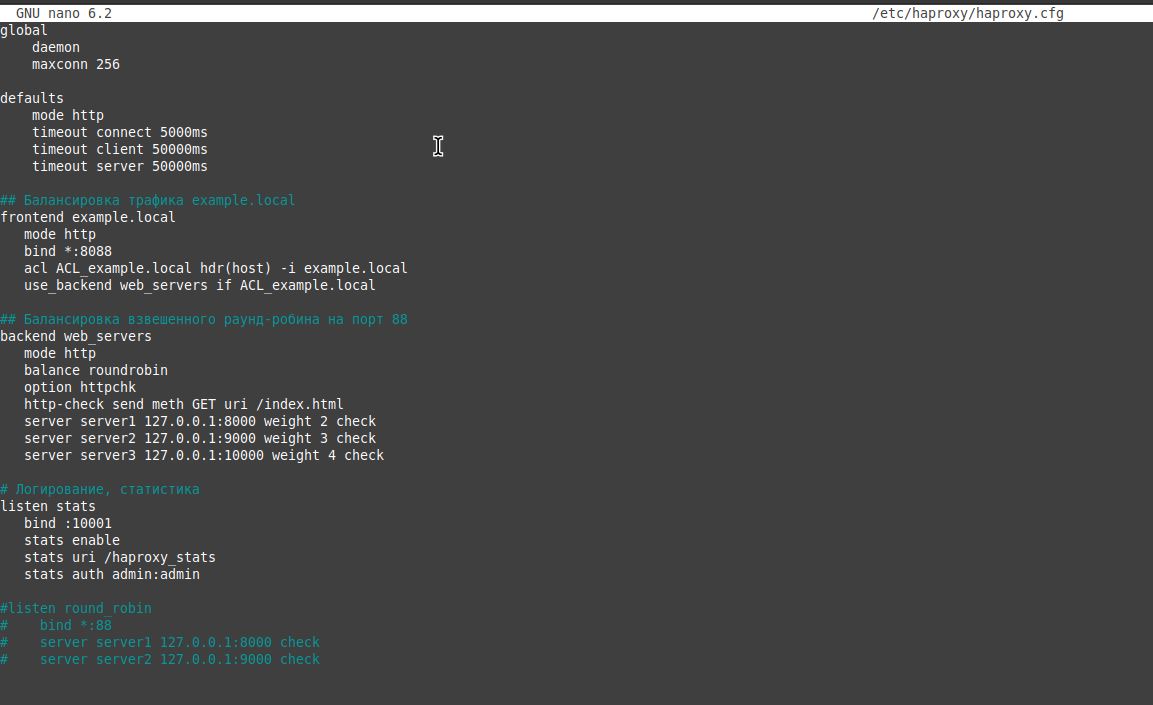 GNU nano 6.2 /etc/haproxy/haproxy.cfg
global
    daemon
    maxconn 256

defaults
    mode http
    timeout connect 5000ms
    timeout client 50000ms
    timeout server 50000ms

## Балансировка трафика example.local
frontend example.local
   mode http
   bind *:8088
   acl ACL_example.local hdr(host) -i example.local
   use_backend web_servers if ACL_example.local

## Балансировка взвешенного раунд-робина на порт 88
backend web_servers
   mode http
   balance roundrobin
   option httpchk
   http-check send meth GET uri /index.html
   server server1 127.0.0.1:8000 weight 2 check
   server server2 127.0.0.1:9000 weight 3 check
   server server3 127.0.0.1:10000 weight 4 check

# Логирование, статистика
listen stats
   bind :10001
   stats enable
   stats uri /haproxy_stats
   stats auth admin:admin

#listen round_robin
#    bind *:88
#    server server1 127.0.0.1:8000 check
#    server server2 127.0.0.1:9000 check